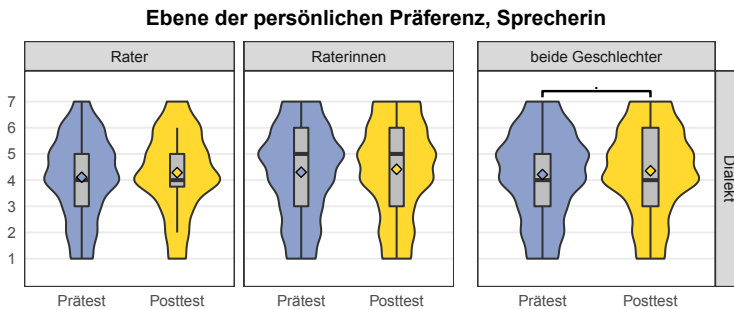 Ebene der persönlichen Präferenz, Sprecherin
Rater
Raterinnen
beide Geschlechter
7
6
5
4
3
2
1
.
Dialekt
Prätest
Posttest
Prätest
Posttest
Prätest
Posttest